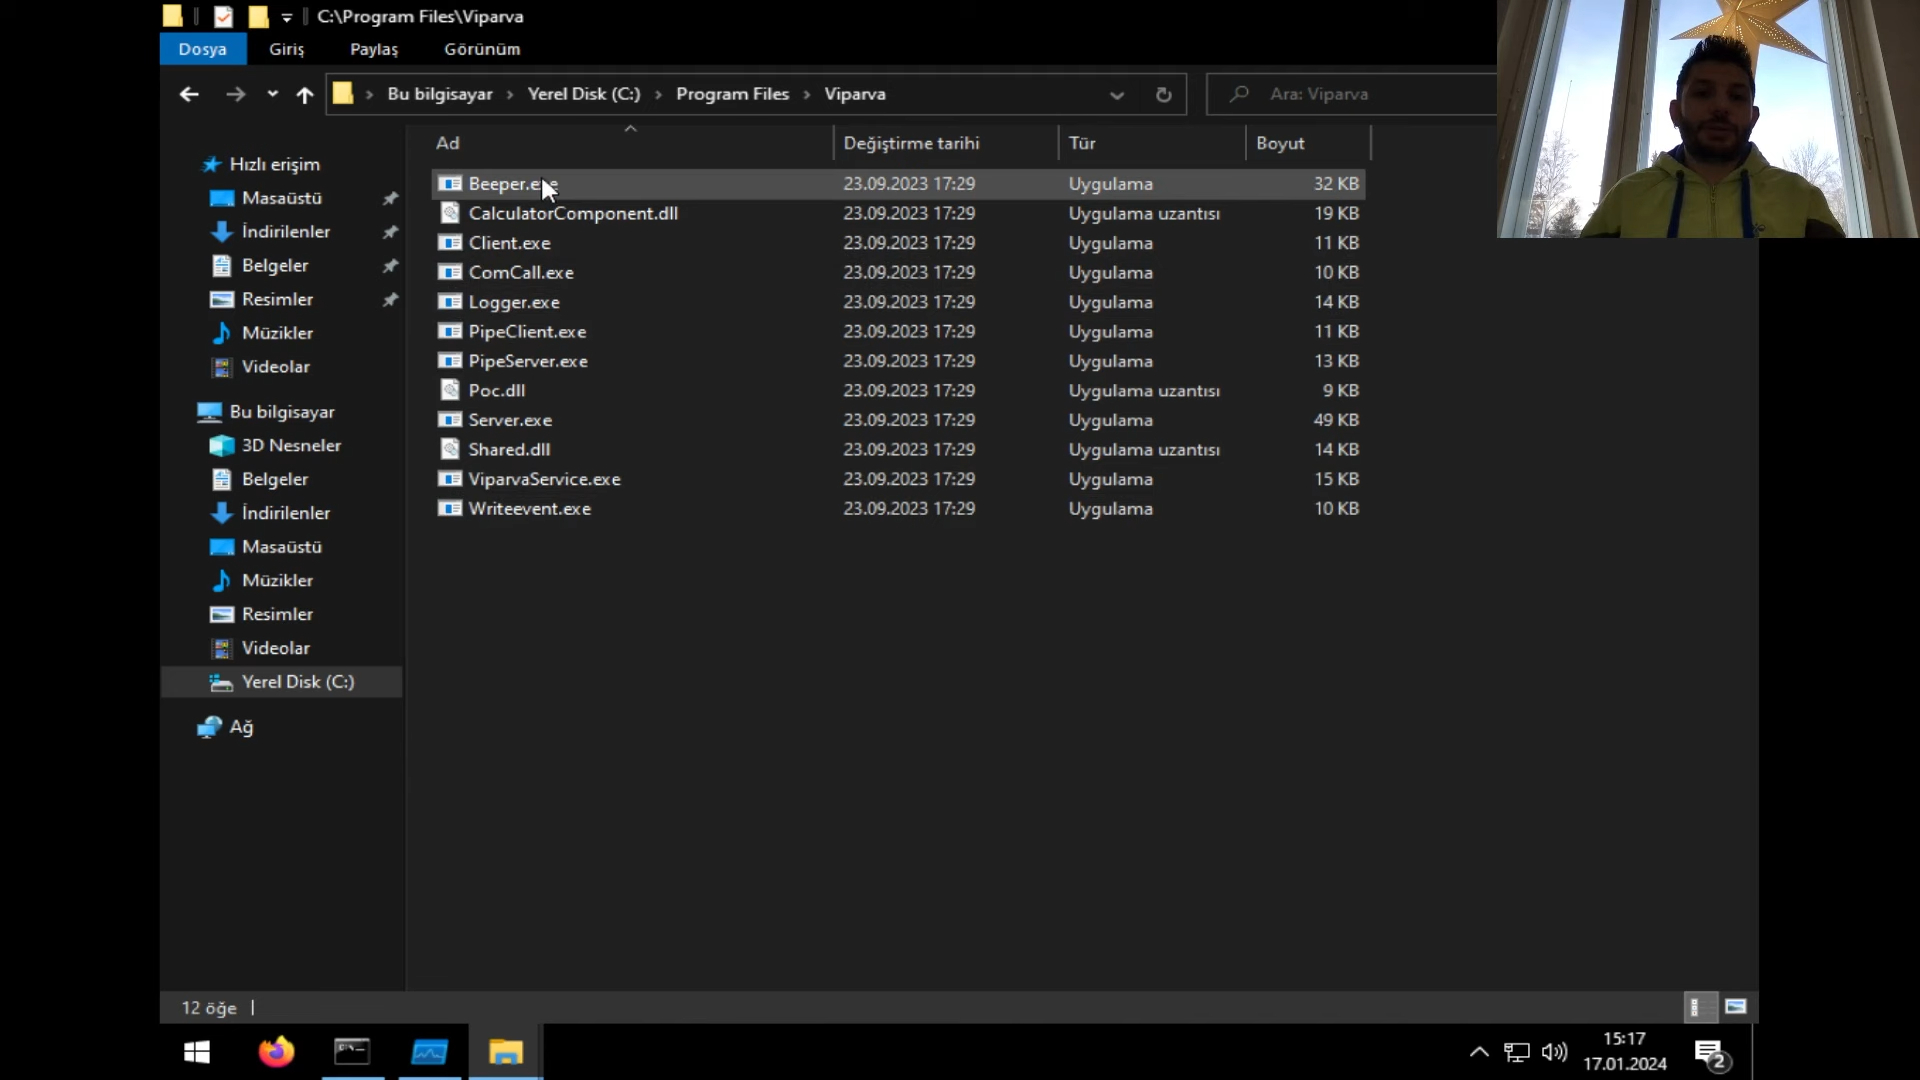 C:\Program Files\Viparva
Dosya Giriş Paylaş Görünüm
Bu bilgisayar Yerel Disk (C:) Program Files Viparva
Ara: Viparva
Ad Değiştirme tarihi Tür Boyut
Hızlı erişim
Masaüstü
İndirilenler
Belgeler
Resimler
Müzikler
Videolar
Bu bilgisayar
3D Nesneler
Belgeler
İndirilenler
Masaüstü
Müzikler
Resimler
Videolar
Yerel Disk (C:)
Ağ
Beeper.exe 23.09.2023 17:29 Uygulama 32 KB
CalculatorComponent.dll 23.09.2023 17:29 Uygulama uzantısı 19 KB
Client.exe 23.09.2023 17:29 Uygulama 11 KB
ComCall.exe 23.09.2023 17:29 Uygulama 10 KB
Logger.exe 23.09.2023 17:29 Uygulama 14 KB
PipeClient.exe 23.09.2023 17:29 Uygulama 11 KB
PipeServer.exe 23.09.2023 17:29 Uygulama 13 KB
Poc.dll 23.09.2023 17:29 Uygulama uzantısı 9 KB
Server.exe 23.09.2023 17:29 Uygulama 49 KB
Shared.dll 23.09.2023 17:29 Uygulama uzantısı 14 KB
ViparvaService.exe 23.09.2023 17:29 Uygulama 15 KB
Writeevent.exe 23.09.2023 17:29 Uygulama 10 KB
12 öğe
15:17
17.01.2024
2